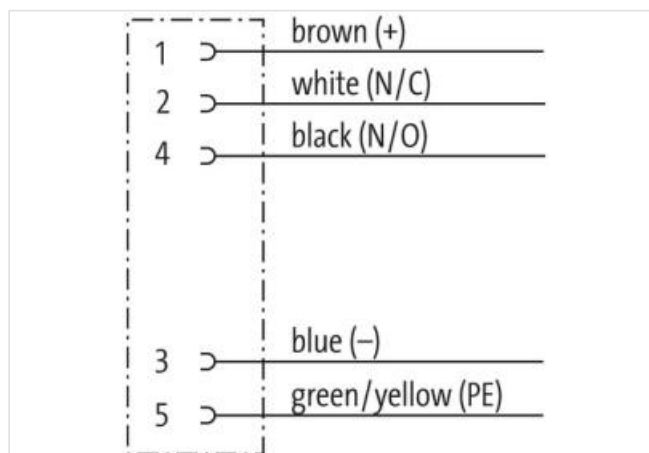 1 brown (+)
2 white (N/C)
4 black (N/O)
3 blue (–)
5 green/yellow (PE)